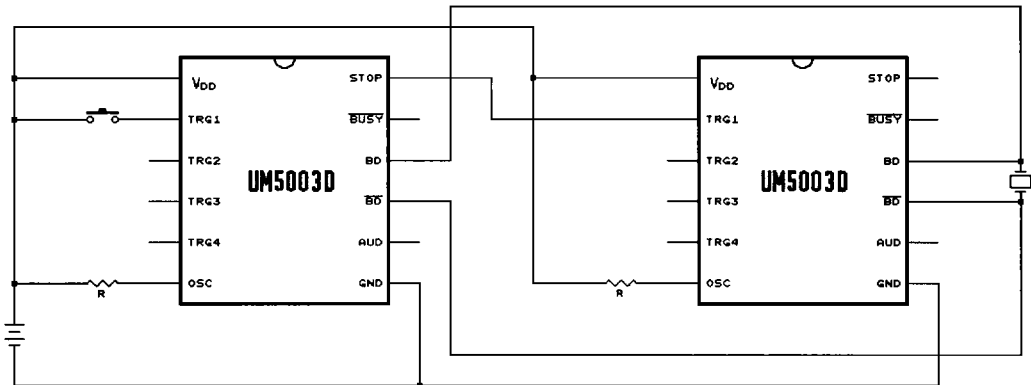 VDD
TRG1
TRG2
TRG3
TRG4
OSC
UM5003D
STOP
BUSY
BD
BD
AUD
GND
R
VDD
TRG1
TRG2
TRG3
TRG4
OSC
UM5003D
STOP
BUSY
BD
BD
AUD
GND
R